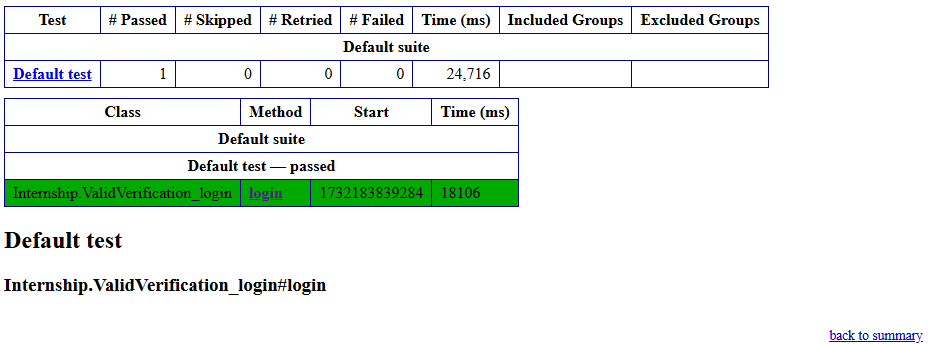 Test # Passed # Skipped # Retried # Failed Time (ms) Included Groups Excluded Groups
Default suite
Default test 1 0 0 0 24,716
Class Method Start Time (ms)
Default suite
Default test — passed
Internship.ValidVerification_login login 1732183839284 18106
Default test
Internship.ValidVerification_login#login
back to summary